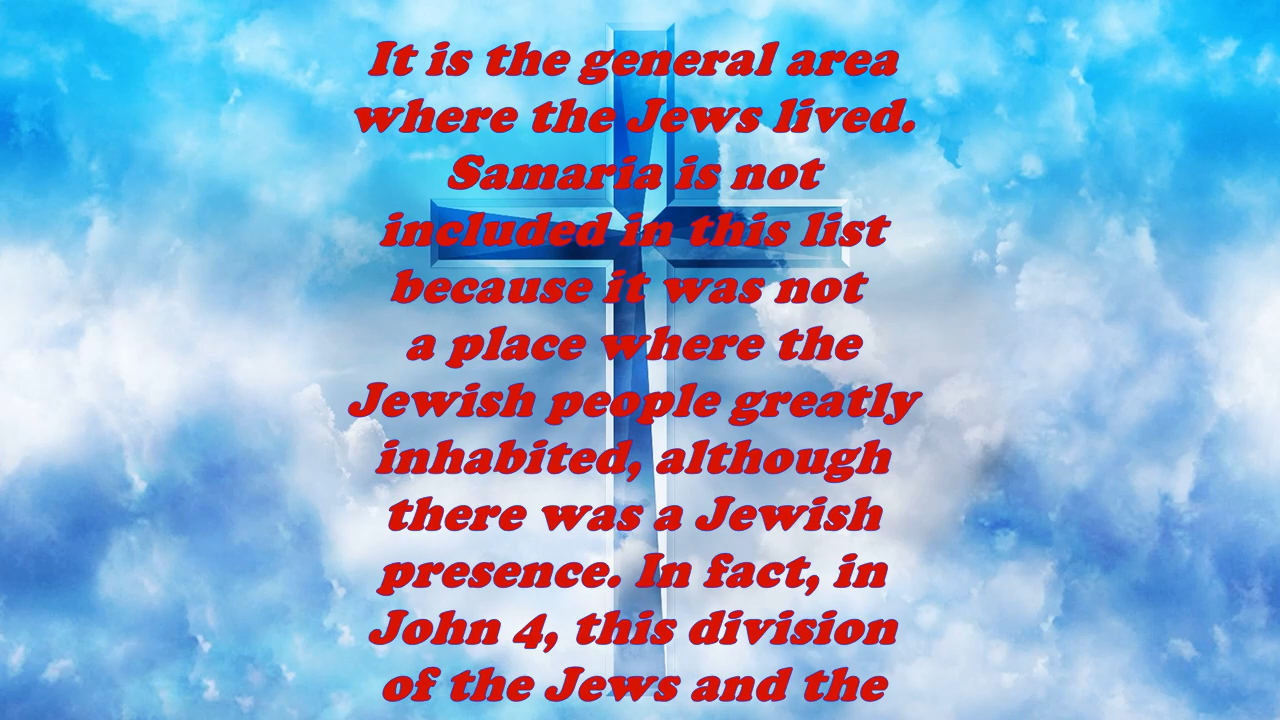 It is the general area
where the Jews lived.
Samaria is not
included in this list
because it was not
a place where the
Jewish people greatly
inhabited, although
there was a Jewish
presence. In fact, in
John 4, this division
of the Jews and the